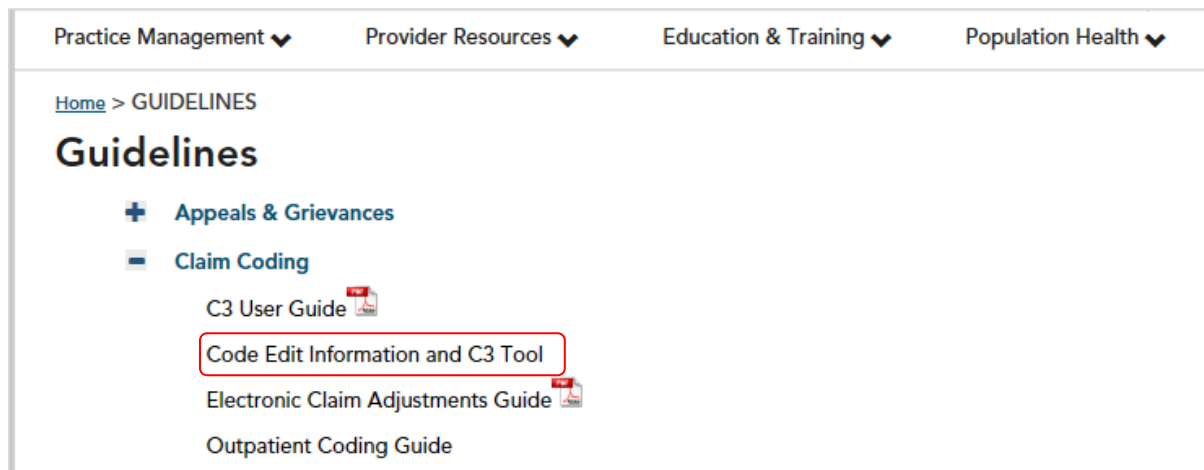 Practice Management Provider Resources Education & Training Population Health
Home > GUIDELINES
Guidelines
Appeals & Grievances
Claim Coding
C3 User Guide
Code Edit Information and C3 Tool
Electronic Claim Adjustments Guide
Outpatient Coding Guide